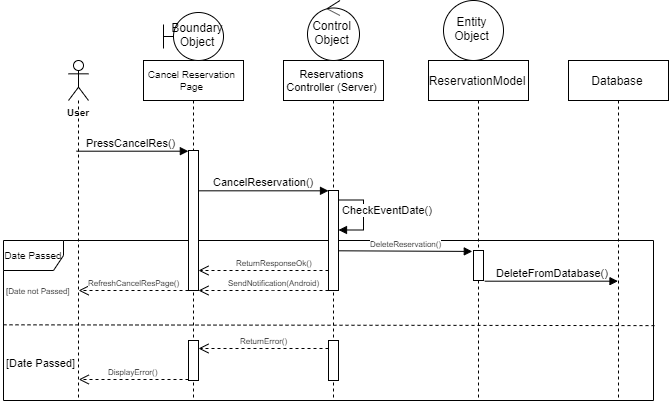 Boundary
Object
Control
Object
Entity
Object
Cancel Reservation
Page
Reservations
Controller (Server)
ReservationModel
Database
User
PressCancelRes()
CancelReservation()
CheckEventDate()
Date Passed
DeleteReservation()
ReturnResponseOk()
DeleteFromDatabase()
RefreshCancelResPage()
SendNotification(Android)
[Date not Passed]
ReturnError()
[Date Passed]
DisplayError()